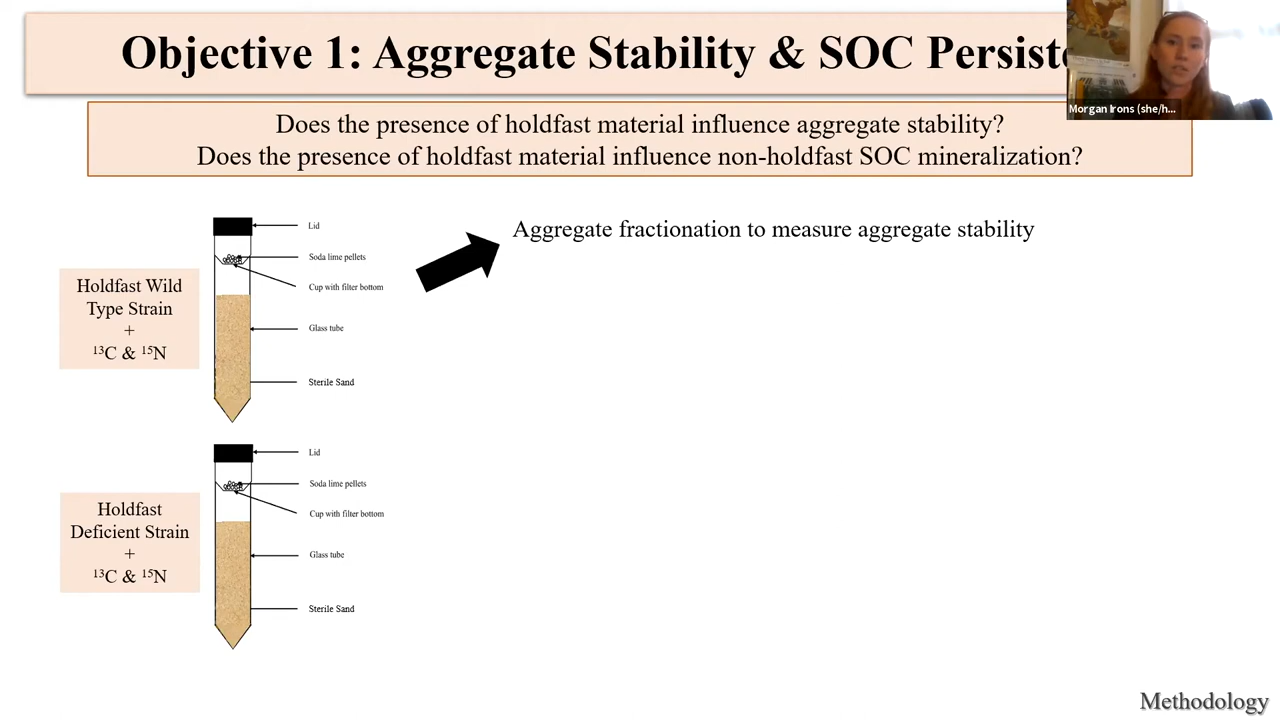 Objective 1: Aggregate Stability & SOC Persiste
Morgan Irons (she/h...
Does the presence of holdfast material influence aggregate stability?
Does the presence of holdfast material influence non-holdfast SOC mineralization?
Aggregate fractionation to measure aggregate stability
Holdfast Wild
Type Strain
+
¹³C & ¹⁵N
Lid
Soda lime pellets
Cup with filter bottom
Glass tube
Sterile Sand
Holdfast
Deficient Strain
+
¹³C & ¹⁵N
Lid
Soda lime pellets
Cup with filter bottom
Glass tube
Sterile Sand
Methodology